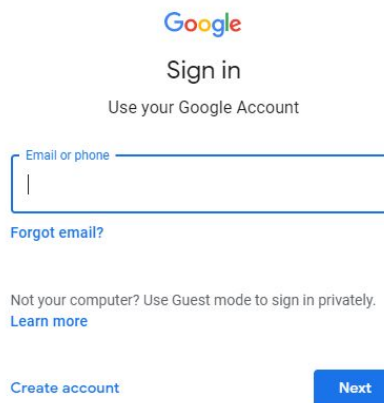 Google
Sign in
Use your Google Account
Email or phone
Forgot email?
Not your computer? Use Guest mode to sign in privately.
Learn more
Create account
Next